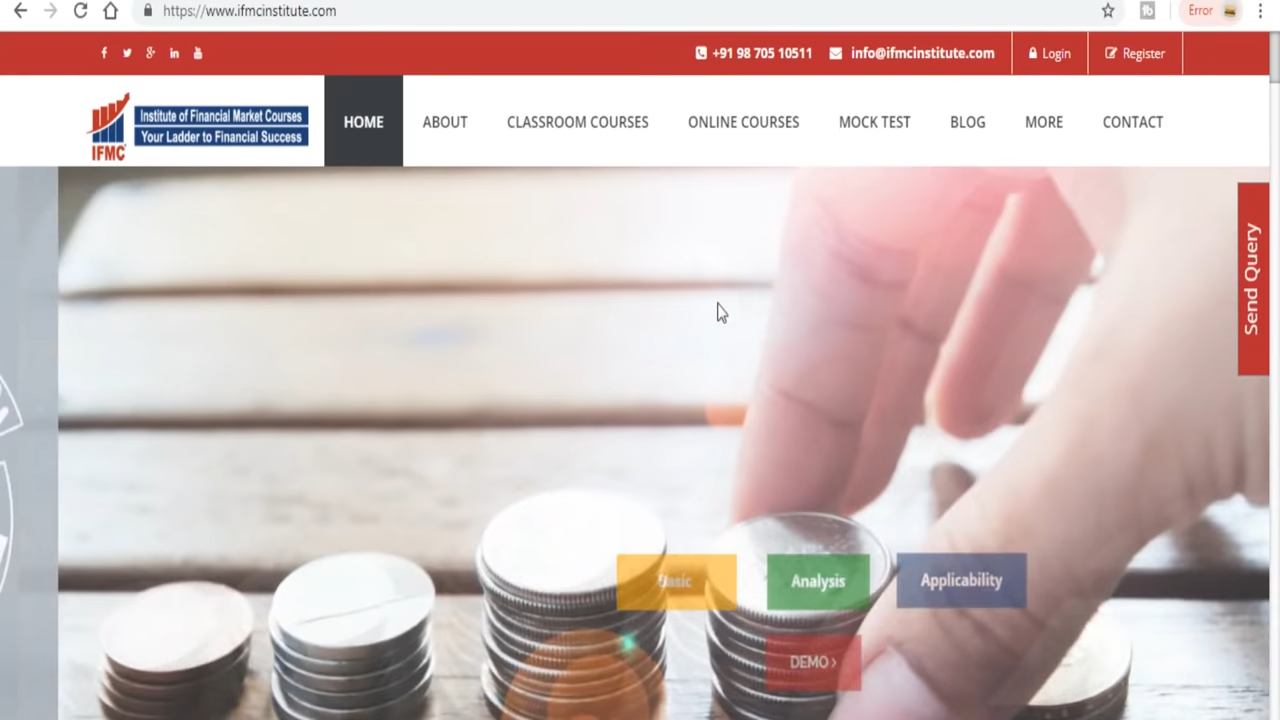 https://www.ifmcinstitute.com
Error
+91 98 705 10511
info@ifmcinstitute.com
Login
Register
Institute of Financial Market Courses
Your Ladder to Financial Success
IFMC
HOME
ABOUT
CLASSROOM COURSES
ONLINE COURSES
MOCK TEST
BLOG
MORE
CONTACT
Send Query
Basic
Analysis
Applicability
DEMO ›